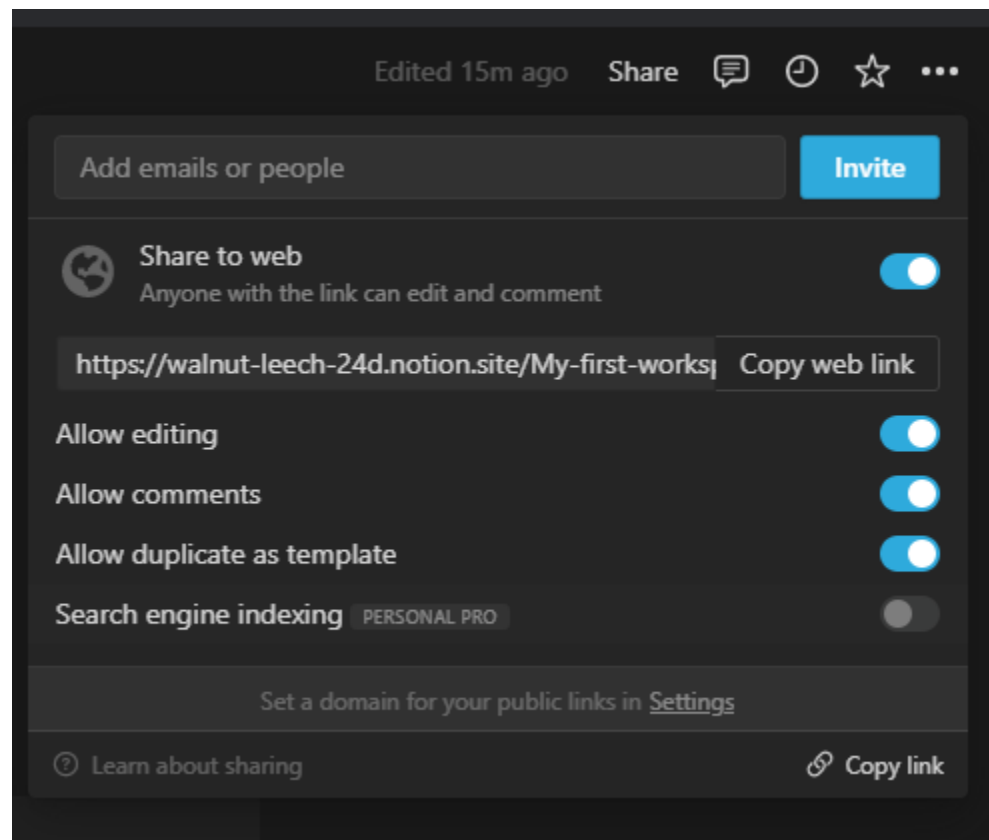 Edited 15m ago Share
Add emails or people Invite
Share to web
Anyone with the link can edit and comment
https://walnut-leech-24d.notion.site/My-first-worksp Copy web link
Allow editing
Allow comments
Allow duplicate as template
Search engine indexing PERSONAL PRO
Set a domain for your public links in Settings
Learn about sharing Copy link